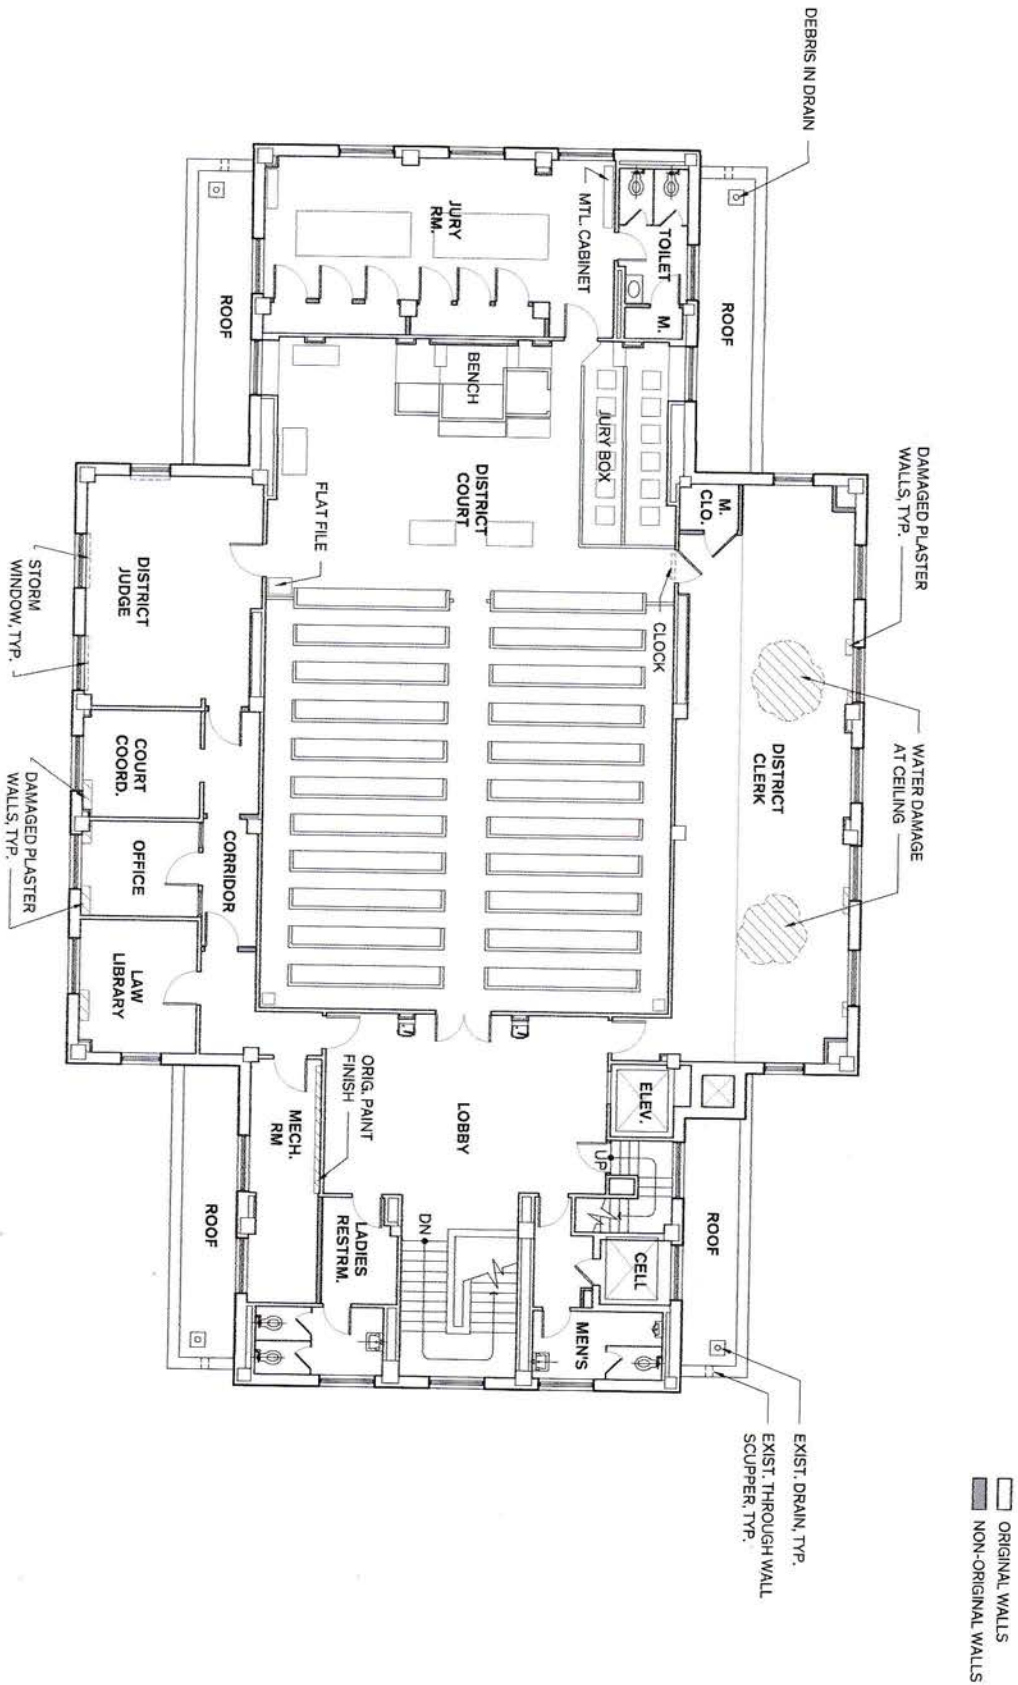 DEBRIS IN DRAIN
ROOF
ROOF
JURY
RM.
MTL. CABINET
TOILET
M.
BENCH
JURY BOX
DISTRICT
COURT
FLAT FILE
CLOCK
M.
CLO.
DAMAGED PLASTER
WALLS, TYP.
WATER DAMAGE
AT CEILING
DISTRICT
CLERK
DISTRICT
JUDGE
STORM
WINDOW, TYP.
COURT
COORD.
OFFICE
CORRIDOR
DAMAGED PLASTER
WALLS, TYP.
LAW
LIBRARY
ORIG. PAINT
FINISH
LOBBY
MECH.
RM
ELEV.
UP
DN
LADIES
RESTRM.
CELL
MEN'S
ROOF
ROOF
EXIST. DRAIN, TYP.
EXIST. THROUGH WALL
SCUPPER, TYP.
ORIGINAL WALLS
NON-ORIGINAL WALLS